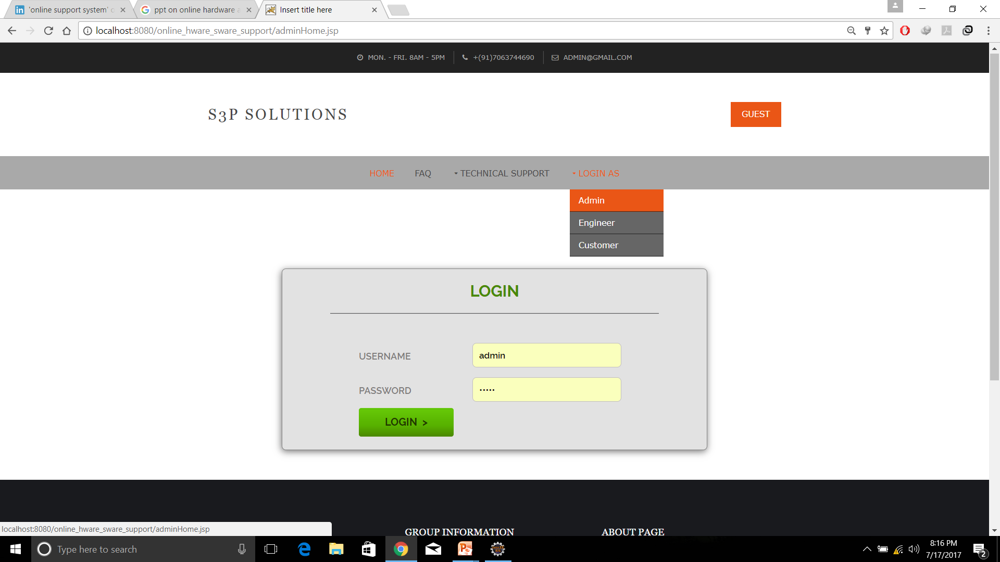 'online support system' o
ppt on online hardware a
Insert title here
localhost:8080/online_hware_sware_support/adminHome.jsp
MON. - FRI. 8AM - 5PM
+(91)7063744690
ADMIN@GMAIL.COM
S3P SOLUTIONS
GUEST
HOME
FAQ
TECHNICAL SUPPORT
LOGIN AS
Admin
Engineer
Customer
LOGIN
USERNAME
admin
PASSWORD
•••••
LOGIN >
localhost:8080/online_hware_sware_support/adminHome.jsp
GROUP INFORMATION
ABOUT PAGE
Type here to search
8:16 PM
7/17/2017
2